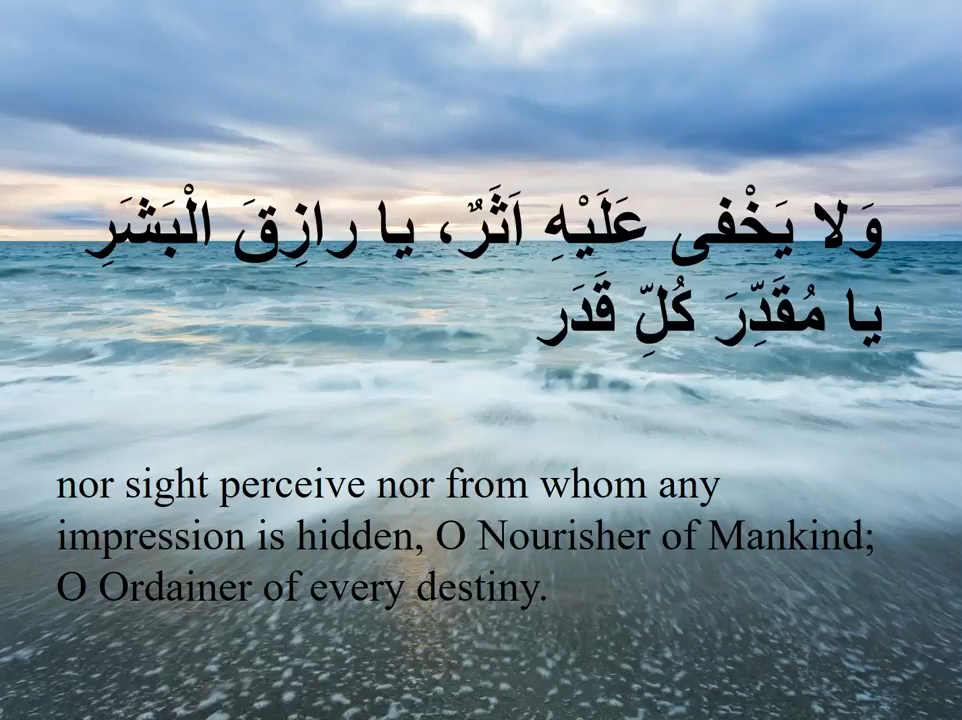 وَلا يَخْفى عَلَيْهِ اَثَرٌ، يا رازِقَ الْبَشَرِ
يا مُقَدِّرَ كُلِّ قَدَر
nor sight perceive nor from whom any
impression is hidden, O Nourisher of Mankind;
O Ordainer of every destiny.